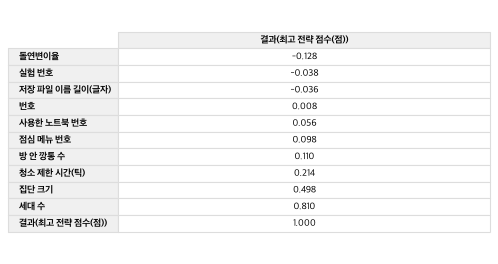 결과(최고 전략 점수(점))
돌연변이율 -0.128
실험 번호 -0.038
저장 파일 이름 길이(글자) -0.036
번호 0.008
사용한 노트북 번호 0.056
점심 메뉴 번호 0.098
방 안 깡통 수 0.110
청소 제한 시간(틱) 0.214
집단 크기 0.498
세대 수 0.810
결과(최고 전략 점수(점)) 1.000